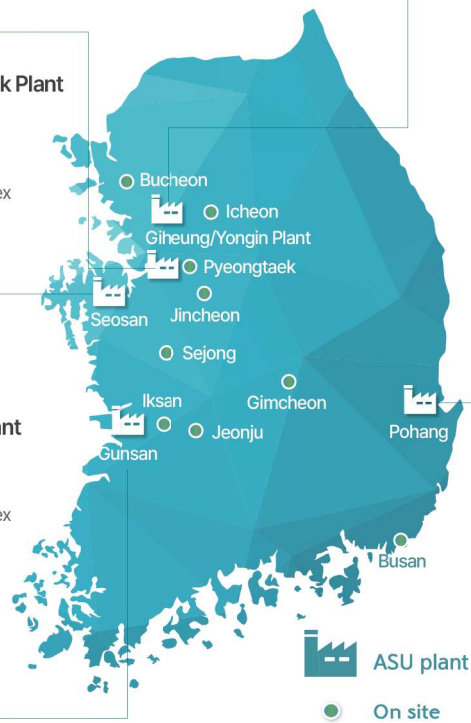 k Plant
ex
Bucheon
Icheon
Giheung/Yongin Plant
Pyeongtaek
Seosan
Jincheon
Sejong
Gimcheon
Iksan
Jeonju
ant
Gunsan
Pohang
ex
Busan
ASU plant
On site